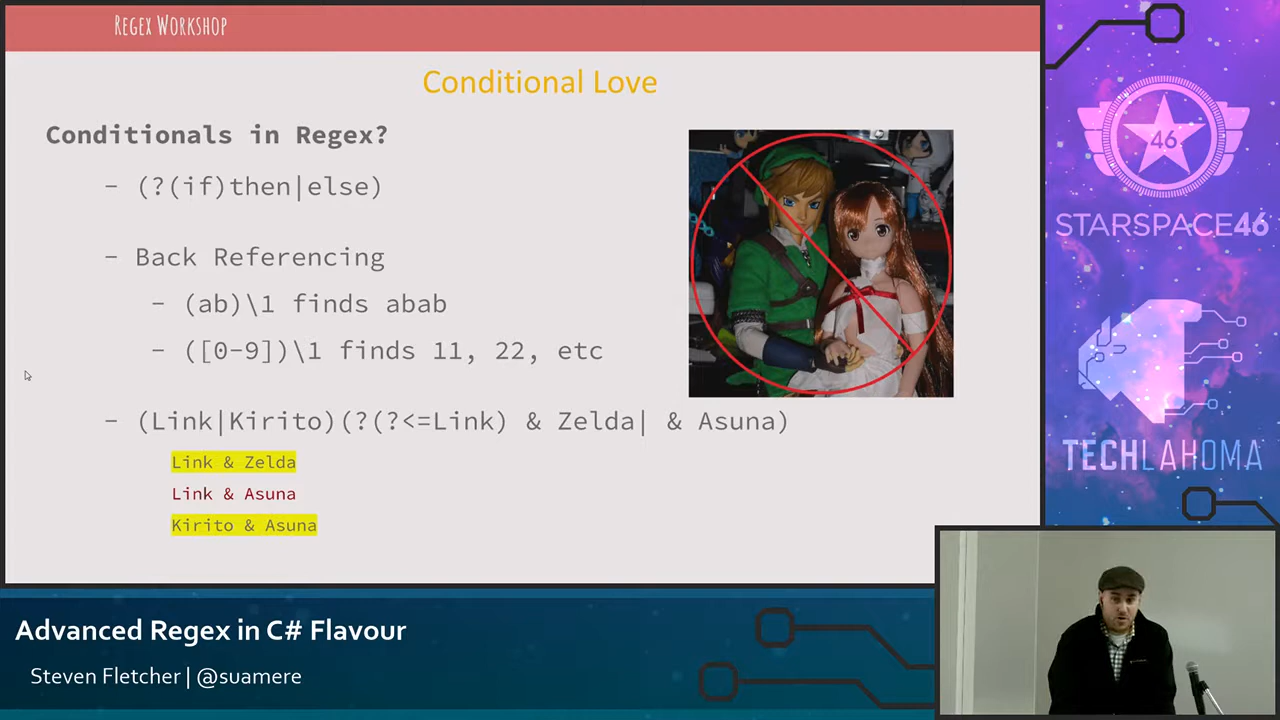 Regex Workshop
Conditional Love
Conditionals in Regex?
– (?(if)then|else)
– Back Referencing
– (ab)\1 finds abab
– ([0-9])\1 finds 11, 22, etc
– (Link|Kirito)(?(?<=Link) & Zelda| & Asuna)
Link & Zelda
Link & Asuna
Kirito & Asuna
46
STARSPACE46
TECHLAHOMA
Advanced Regex in C# Flavour
Steven Fletcher | @suamere